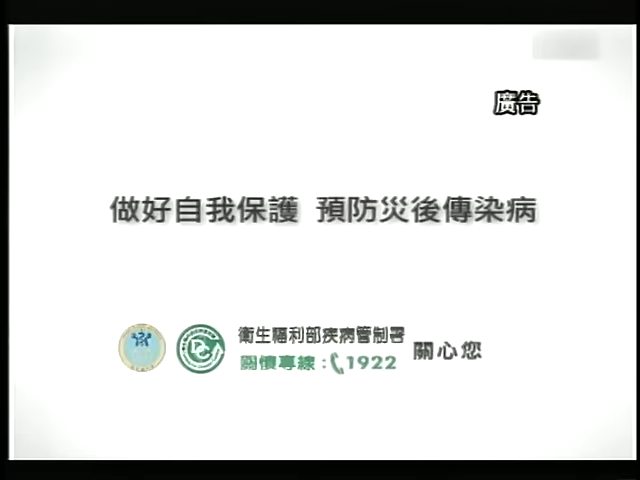 廣告
做好自我保護 預防災後傳染病
衛生福利部疾病管制署
關懷專線：1922
關心您